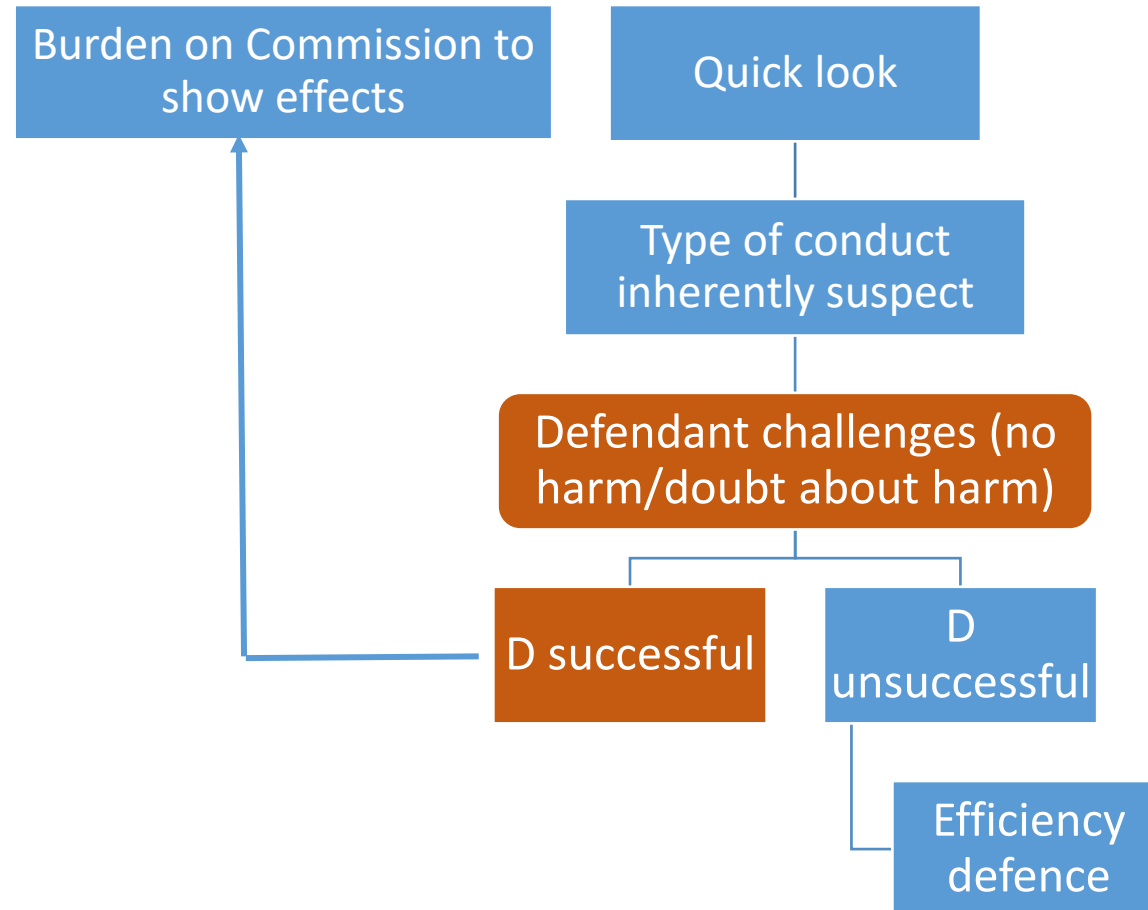 Burden on Commission to
show effects
Quick look
Type of conduct
inherently suspect
Defendant challenges (no
harm/doubt about harm)
D successful
D
unsuccessful
Efficiency
defence